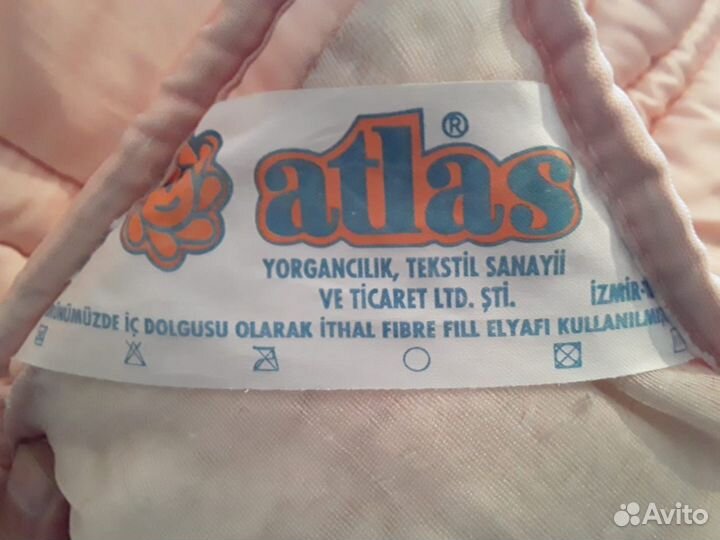 atlas ®
YORGANCILIK, TEKSTİL SANAYİİ
VE TİCARET LTD. ŞTİ.
İZMİR-
İÇ DOLGUSU OLARAK İTHAL FIBRE FILL ELYAFI
Avito